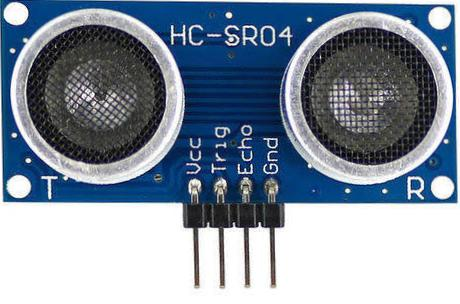 HC-SR04
Vcc
Trig
Echo
Gnd
T
R